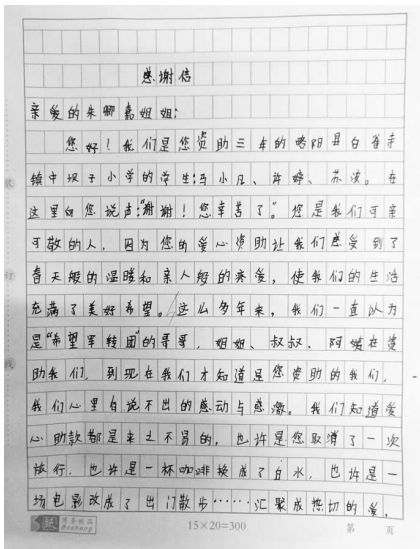 感谢信
亲爱的朱娜嘉姐姐:
您好!我们是您资助三年的略阳县白雀寺
镇中坝子小学的学生:马小凡、许婷、苏波。在
这里向您说声:“谢谢!您辛苦了”。您是我们可亲
可敬的人,因为您的爱心资助让我们感受到了
春天般的温暖和亲人般的疼爱,使我们的生活
充满了美好希望。这么多年来,我们一直以为
是“希望军转团”的哥哥、姐姐、叔叔、阿姨在资
助我们,到现在我们才知道是您资助的我们,
我们心里有说不出的感动与感激。我们知道爱
心助款都是来之不易的,也许是您取消了一次
旅行,也许是一杯咖啡换成了白水,也许是一
场电影改成了出门散步……汇聚成热切的爱,
15×20=300
第 页